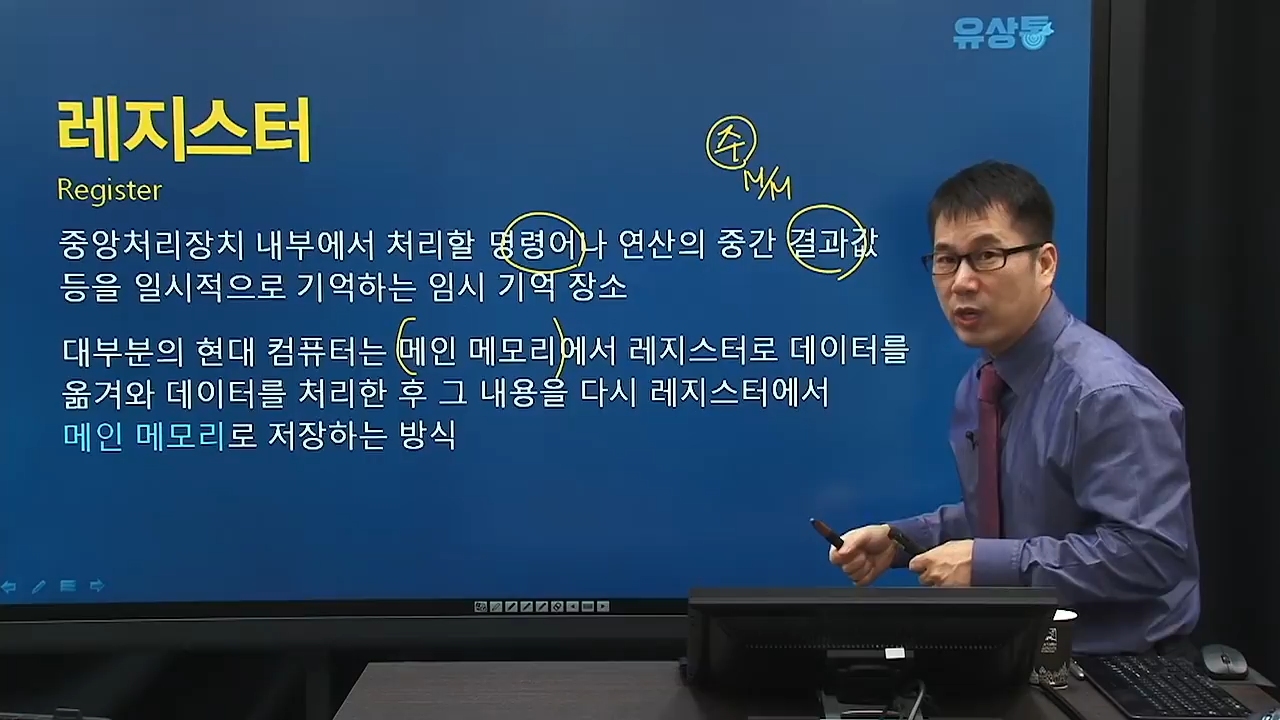 유상통
레지스터
Register
주
M/M
중앙처리장치 내부에서 처리할 명령어나 연산의 중간 결과값
등을 일시적으로 기억하는 임시 기억 장소
대부분의 현대 컴퓨터는 메인 메모리에서 레지스터로 데이터를
옮겨와 데이터를 처리한 후 그 내용을 다시 레지스터에서
메인 메모리로 저장하는 방식